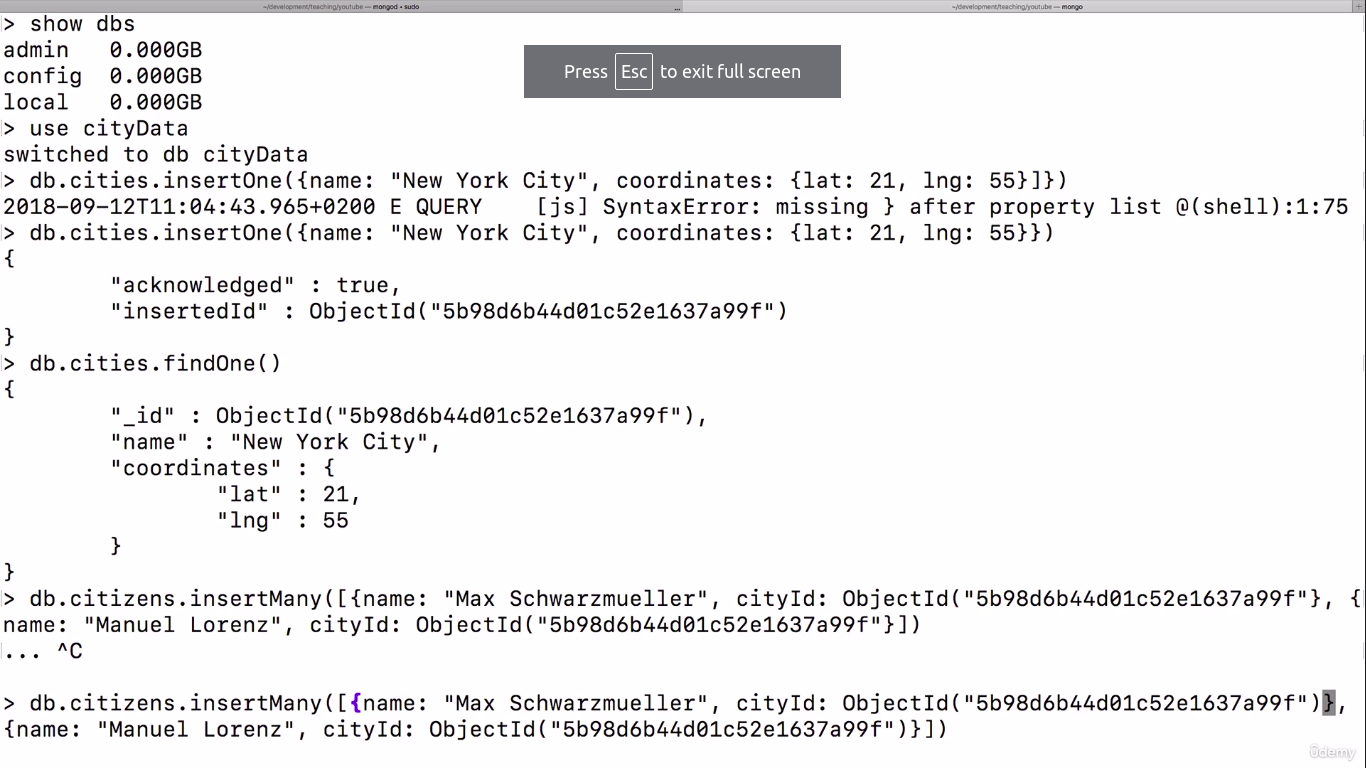 ~/development/teaching/youtube — mongod • sudo ... ~/development/teaching/youtube — mongo +
> show dbs
admin   0.000GB
config  0.000GB
local   0.000GB
Press Esc to exit full screen
> use cityData
switched to db cityData
> db.cities.insertOne({name: "New York City", coordinates: {lat: 21, lng: 55}]})
2018-09-12T11:04:43.965+0200 E QUERY    [js] SyntaxError: missing } after property list @(shell):1:75
> db.cities.insertOne({name: "New York City", coordinates: {lat: 21, lng: 55}})
{
        "acknowledged" : true,
        "insertedId" : ObjectId("5b98d6b44d01c52e1637a99f")
}
> db.cities.findOne()
{
        "_id" : ObjectId("5b98d6b44d01c52e1637a99f"),
        "name" : "New York City",
        "coordinates" : {
                "lat" : 21,
                "lng" : 55
        }
}
> db.citizens.insertMany([{name: "Max Schwarzmueller", cityId: ObjectId("5b98d6b44d01c52e1637a99f"}, {
name: "Manuel Lorenz", cityId: ObjectId("5b98d6b44d01c52e1637a99f"}])
... ^C
> db.citizens.insertMany([{name: "Max Schwarzmueller", cityId: ObjectId("5b98d6b44d01c52e1637a99f")},
{name: "Manuel Lorenz", cityId: ObjectId("5b98d6b44d01c52e1637a99f")}])
ûdemy